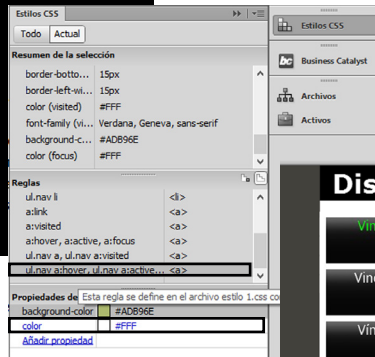 Estilos CSS
Todo Actual
Resumen de la selección
border-botto... 15px
border-left-wi... 15px
color (visited) #FFF
font-family (vi... Verdana, Geneva, sans-serif
background-c... #ADB96E
color (focus) #FFF
Reglas
ul.nav li <li>
a:link <a>
a:visited <a>
a:hover, a:active, a:focus <a>
ul.nav a, ul.nav a:visited <a>
ul.nav a:hover, ul.nav a:active... <a>
Propiedades de
Esta regla se define en el archivo estilo 1.css co
background-color #ADB96E
color #FFF
Añadir propiedad
Estilos CSS
bc Business Catalyst
Archivos
Activos
Dis
Vin
Vinc
Vín